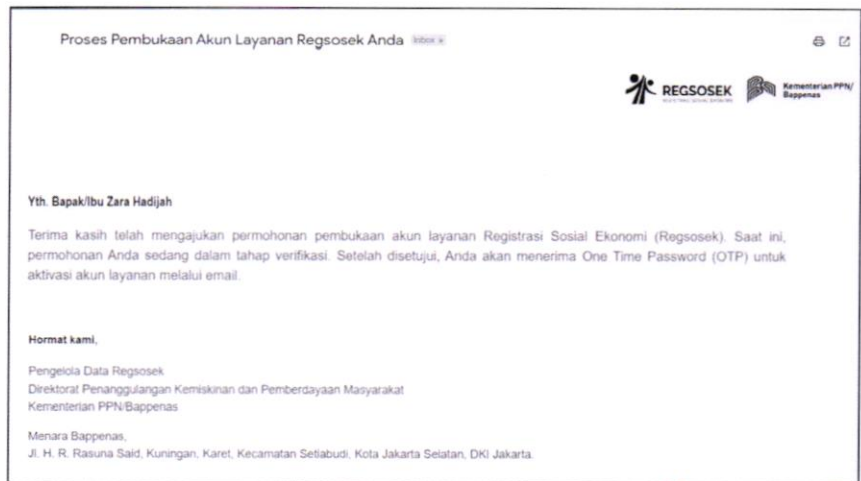 Proses Pembukaan Akun Layanan Regsosek Anda Inbox x
REGSOSEK
Kementerian PPN/
Bappenas
Yth. Bapak/Ibu Zara Hadijah
Terima kasih telah mengajukan permohonan pembukaan akun layanan Registrasi Sosial Ekonomi (Regsosek). Saat ini,
permohonan Anda sedang dalam tahap verifikasi. Setelah disetujui, Anda akan menerima One Time Password (OTP) untuk
aktivasi akun layanan melalui email.
Hormat kami,
Pengelola Data Regsosek
Direktorat Penanggulangan Kemiskinan dan Pemberdayaan Masyarakat
Kementerian PPN/Bappenas
Menara Bappenas,
Jl. H. R. Rasuna Said, Kuningan, Karet, Kecamatan Setiabudi, Kota Jakarta Selatan, DKI Jakarta.